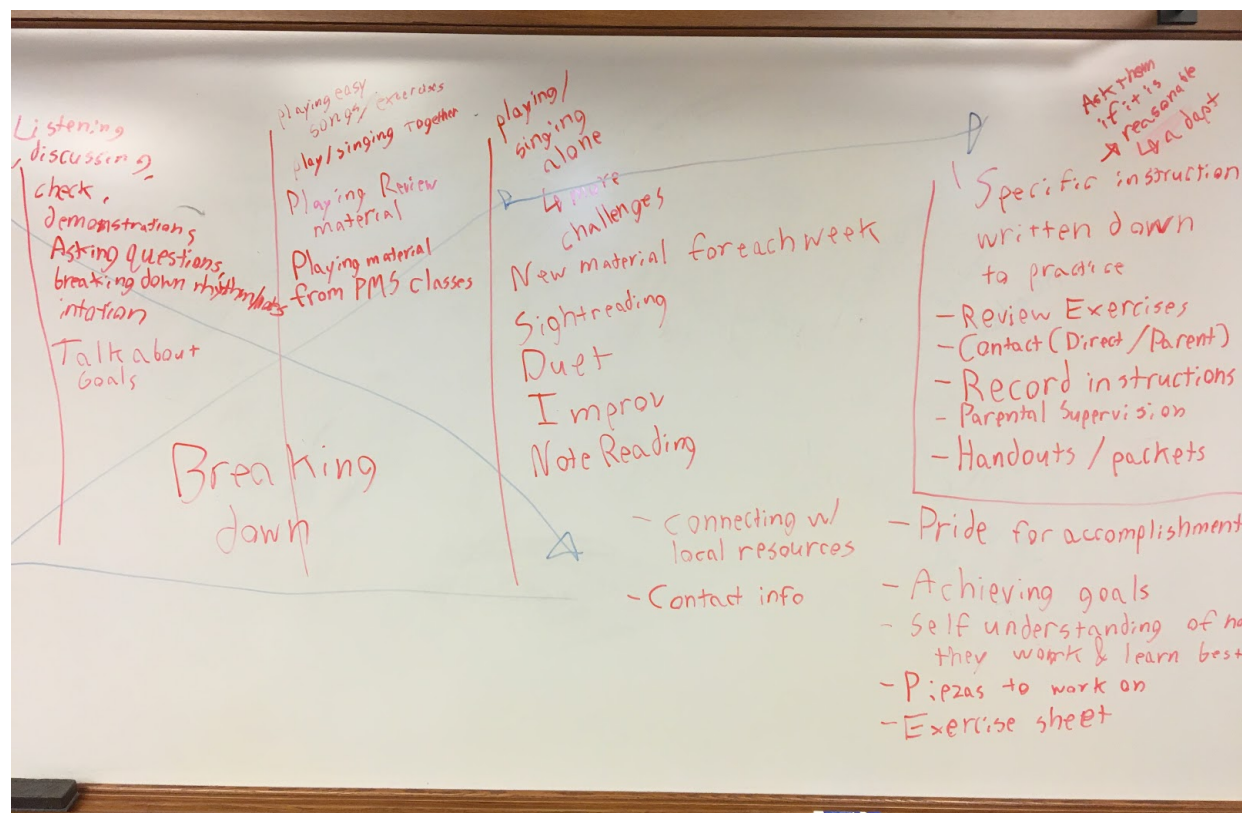 Listening
discussing,
check,
demonstrations
Asking questions,
breaking down rhythm/notes
intation
Talk about
Goals
playing easy
songs/exercises
play/singing together
Playing Review
material
Playing material
from PMS classes
Breaking
down
playing/
singing
alone
↳ more
challenges
New material for each week
Sightreading
Duet
Improv
Note Reading
- Connecting w/
local resources
- Contact info
Ask them
if it is
reasonable
↳ adapt
Specific instruction
written down
to practice
- Review Exercises
- Contact (Direct/Parent)
- Record instructions
- Parental Supervision
- Handouts / packets
- Pride for accomplishment
- Achieving goals
- Self understanding of
they work & learn best
- Piezas to work on
- Exercise sheet